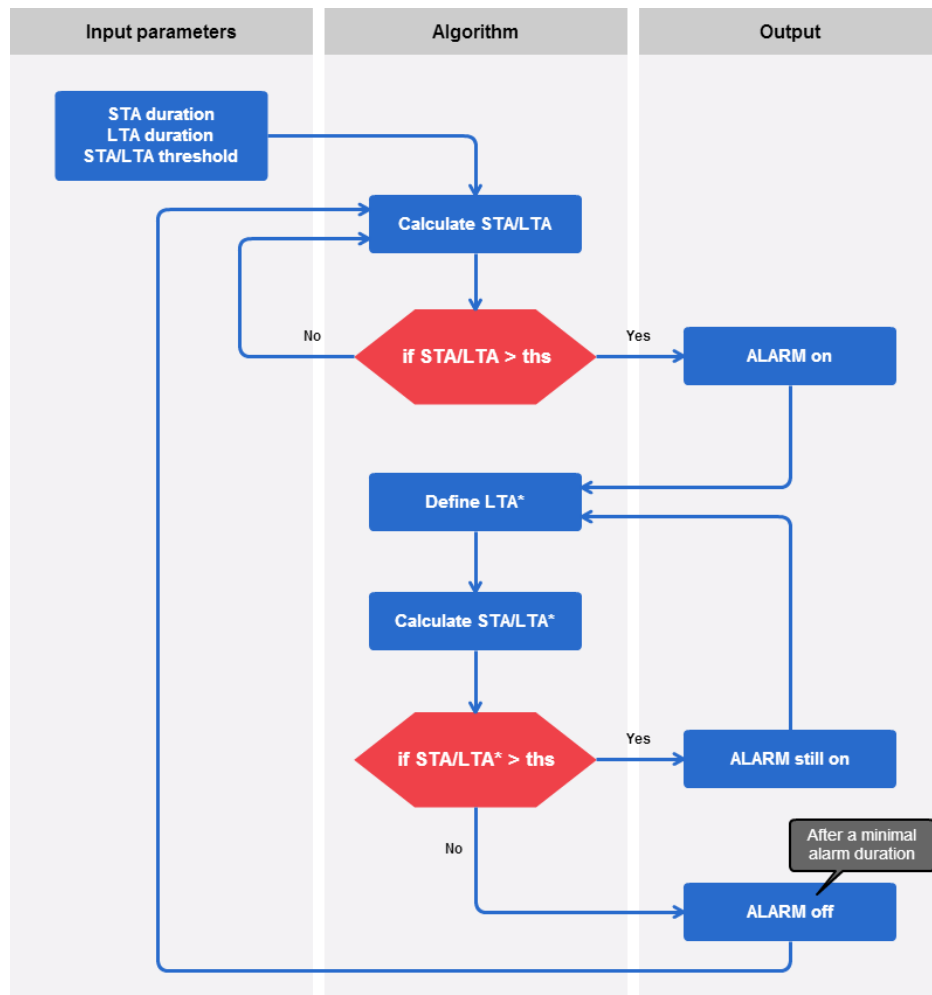 Input parameters
Algorithm
Output
STA duration
LTA duration
STA/LTA threshold
Calculate STA/LTA
No
if STA/LTA > ths
Yes
ALARM on
Define LTA*
Calculate STA/LTA*
if STA/LTA* > ths
Yes
ALARM still on
No
After a minimal
alarm duration
ALARM off